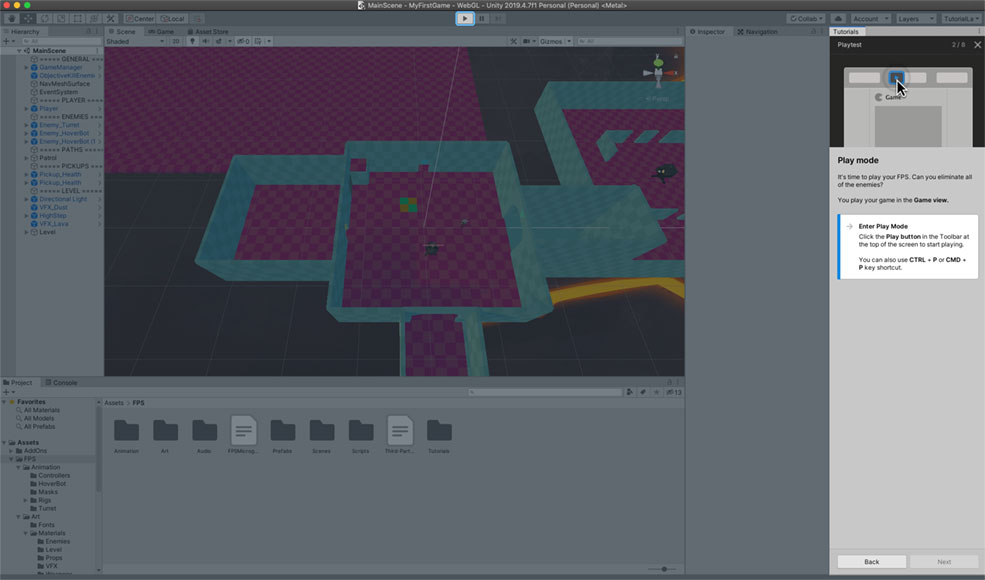 MainScene - MyFirstGame - WebGL - Unity 2019.4.7f1 Personal (Personal) <Metal>
Center Local
Collab Account Layers TutorialLa
Hierarchy
All
MainScene
===== GENERAL =====
GameManager
ObjectiveKillEnemie
NavMeshSurface
EventSystem
===== PLAYER ====
Player
===== ENEMIES ====
Enemy_Turret
Enemy_HoverBot
Enemy_HoverBot (1
===== PATHS =====
Patrol
===== PICKUPS ====
Pickup_Health
Pickup_Health
===== LEVEL =====
Directional Light
VFX_Dust
HighStep
VFX_Lava
Level
Scene Game Asset Store
Shaded 2D 0 Gizmos All
Persp
Inspector Navigation
Tutorials
Playtest 2 / 8
Game
Play mode
It's time to play your FPS. Can you eliminate all
of the enemies?
You play your game in the Game view.
Enter Play Mode
Click the Play button in the Toolbar at
the top of the screen to start playing.
You can also use CTRL + P or CMD +
P key shortcut.
Back Next
Project Console
13
Favorites
All Materials
All Models
All Prefabs
Assets
AddOns
FPS
Animation
Controllers
HoverBot
Masks
Rigs
Turret
Art
Fonts
Materials
Enemies
Level
Props
VFX
Assets > FPS
Animation Art Audio FPSMicrog... Prefabs Scenes Scripts Third-Part... Tutorials